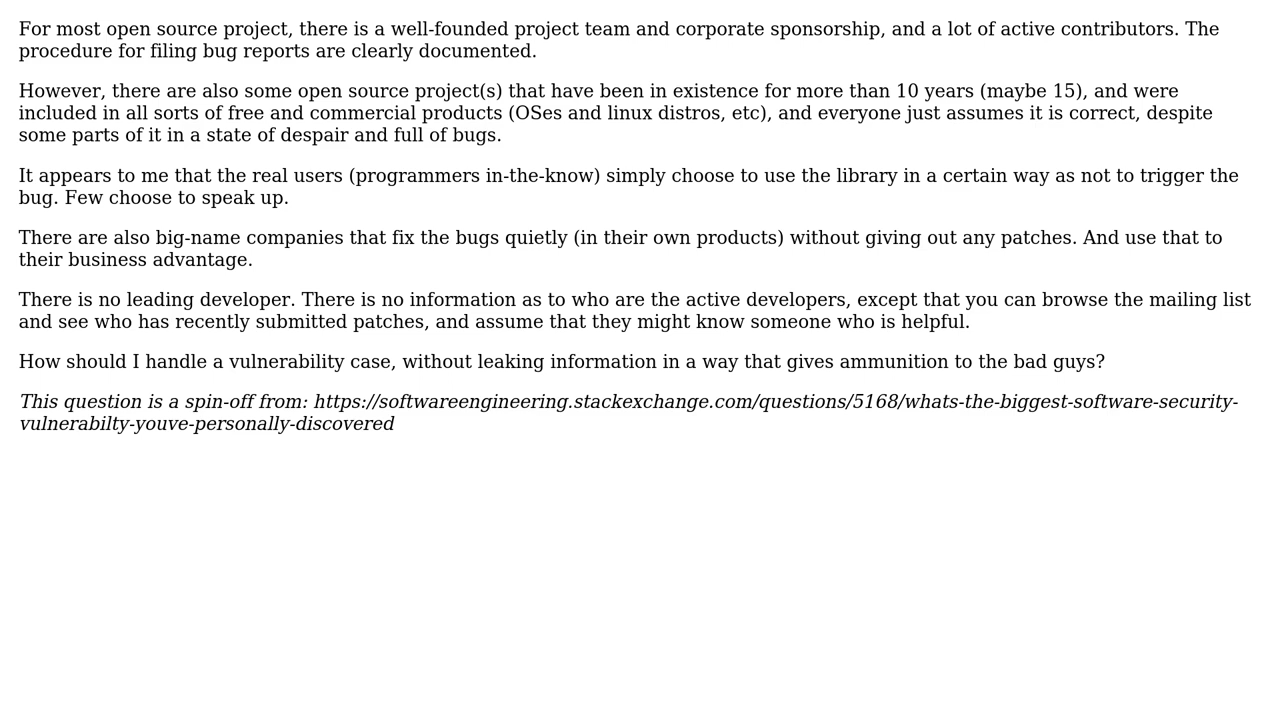 For most open source project, there is a well-founded project team and corporate sponsorship, and a lot of active contributors. The
procedure for filing bug reports are clearly documented.
However, there are also some open source project(s) that have been in existence for more than 10 years (maybe 15), and were
included in all sorts of free and commercial products (OSes and linux distros, etc), and everyone just assumes it is correct, despite
some parts of it in a state of despair and full of bugs.
It appears to me that the real users (programmers in-the-know) simply choose to use the library in a certain way as not to trigger the
bug. Few choose to speak up.
There are also big-name companies that fix the bugs quietly (in their own products) without giving out any patches. And use that to
their business advantage.
There is no leading developer. There is no information as to who are the active developers, except that you can browse the mailing list
and see who has recently submitted patches, and assume that they might know someone who is helpful.
How should I handle a vulnerability case, without leaking information in a way that gives ammunition to the bad guys?
This question is a spin-off from: https://softwareengineering.stackexchange.com/questions/5168/whats-the-biggest-software-security-
vulnerabilty-youve-personally-discovered